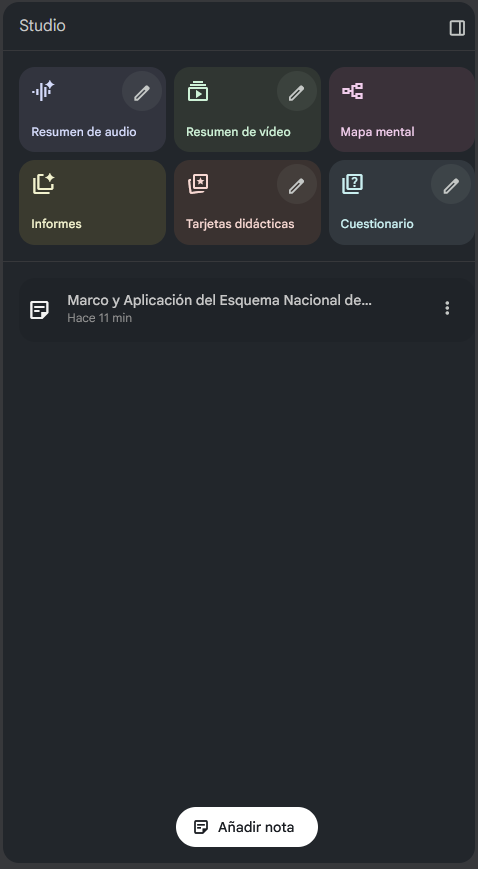 Studio
Resumen de audio
Resumen de vídeo
Mapa mental
Informes
Tarjetas didácticas
Cuestionario
Marco y Aplicación del Esquema Nacional de...
Hace 11 min
Añadir nota